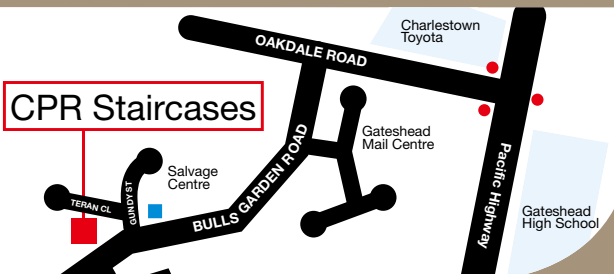 Charlestown
Toyota
OAKDALE ROAD
CPR Staircases
Gateshead
Mail Centre
Salvage
Centre
GUNDY ST
TERAN CL
BULLS GARDEN ROAD
Pacific Highway
Gateshead
High School